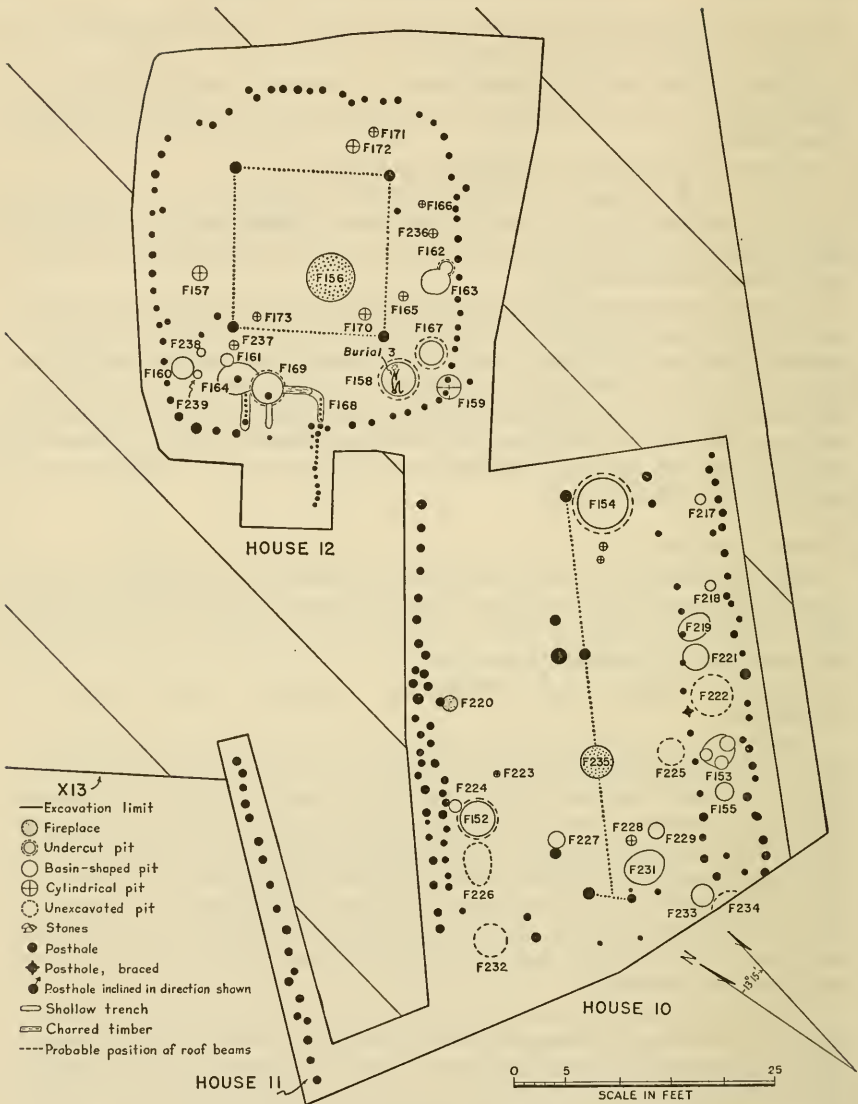 F171
F172
F166
F236
F162
F163
F156
F157
F165
F173
F170
F167
F237
F238
Burial 3
F161
F160
F169
F158
F159
F164
F168
F239
HOUSE 12
F154
F217
F218
F219
F221
F222
F220
F235
F225
F153
F223
F224
F155
F152
F228
F227
F229
F231
F226
F233
F234
F232
X13
Excavation limit
Fireplace
Undercut pit
Basin-shaped pit
Cylindrical pit
Unexcavated pit
Stones
Posthole
Posthole, braced
Posthole inclined in direction shown
Shollow trench
Charred timber
Probable position of roof beams
N
13°15'
HOUSE 10
HOUSE 11
0 5 25
SCALE IN FEET